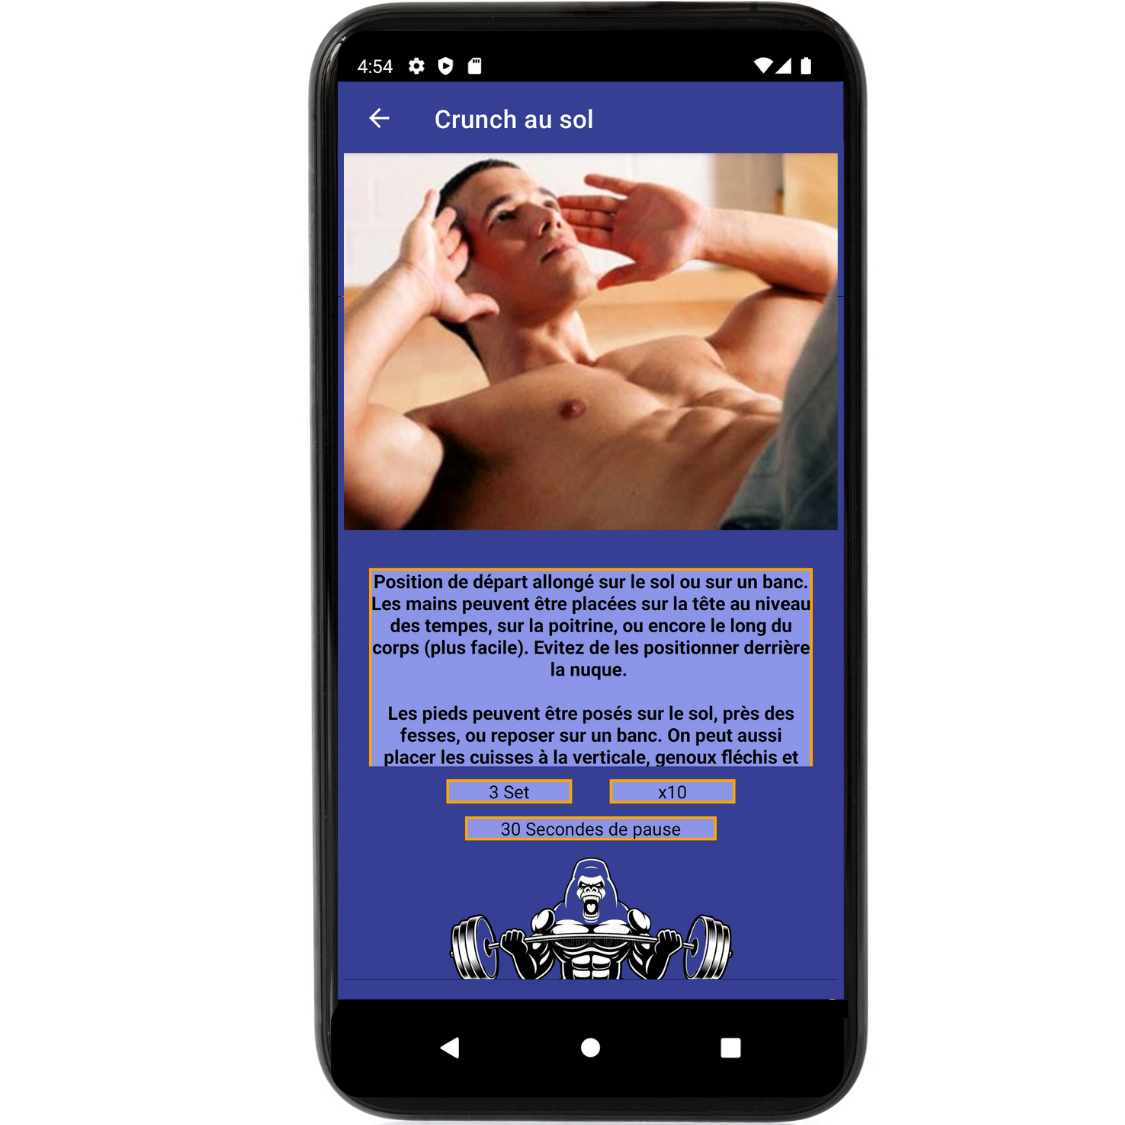 4:54
Crunch au sol
Position de départ allongé sur le sol ou sur un banc.
Les mains peuvent être placées sur la tête au niveau
des tempes, sur la poitrine, ou encore le long du
corps (plus facile). Evitez de les positionner derrière
la nuque.
Les pieds peuvent être posés sur le sol, près des
fesses, ou reposer sur un banc. On peut aussi
placer les cuisses à la verticale, genoux fléchis et
3 Set
x10
30 Secondes de pause